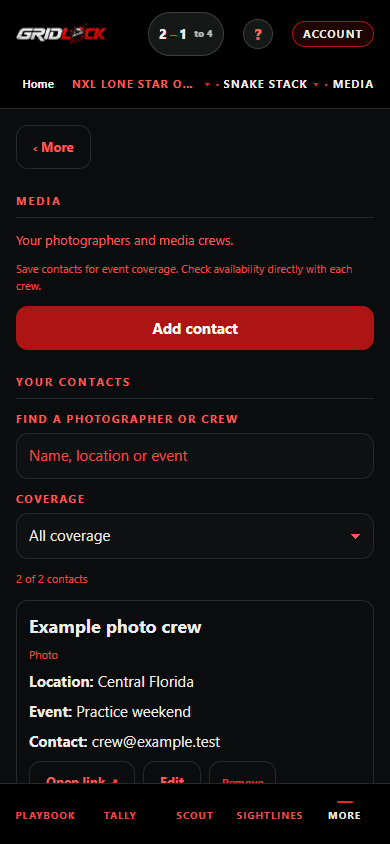 GRIDLOCK
2 – 1 to 4
?
ACCOUNT
Home
NXL LONE STAR O... ▾ · SNAKE STACK ▾ · MEDIA
‹ More
MEDIA
Your photographers and media crews.
Save contacts for event coverage. Check availability directly with each
crew.
Add contact
YOUR CONTACTS
FIND A PHOTOGRAPHER OR CREW
Name, location or event
COVERAGE
All coverage
2 of 2 contacts
Example photo crew
Photo
Location: Central Florida
Event: Practice weekend
Contact: crew@example.test
Open link ↗
Edit
Remove
PLAYBOOK
TALLY
SCOUT
SIGHTLINES
MORE